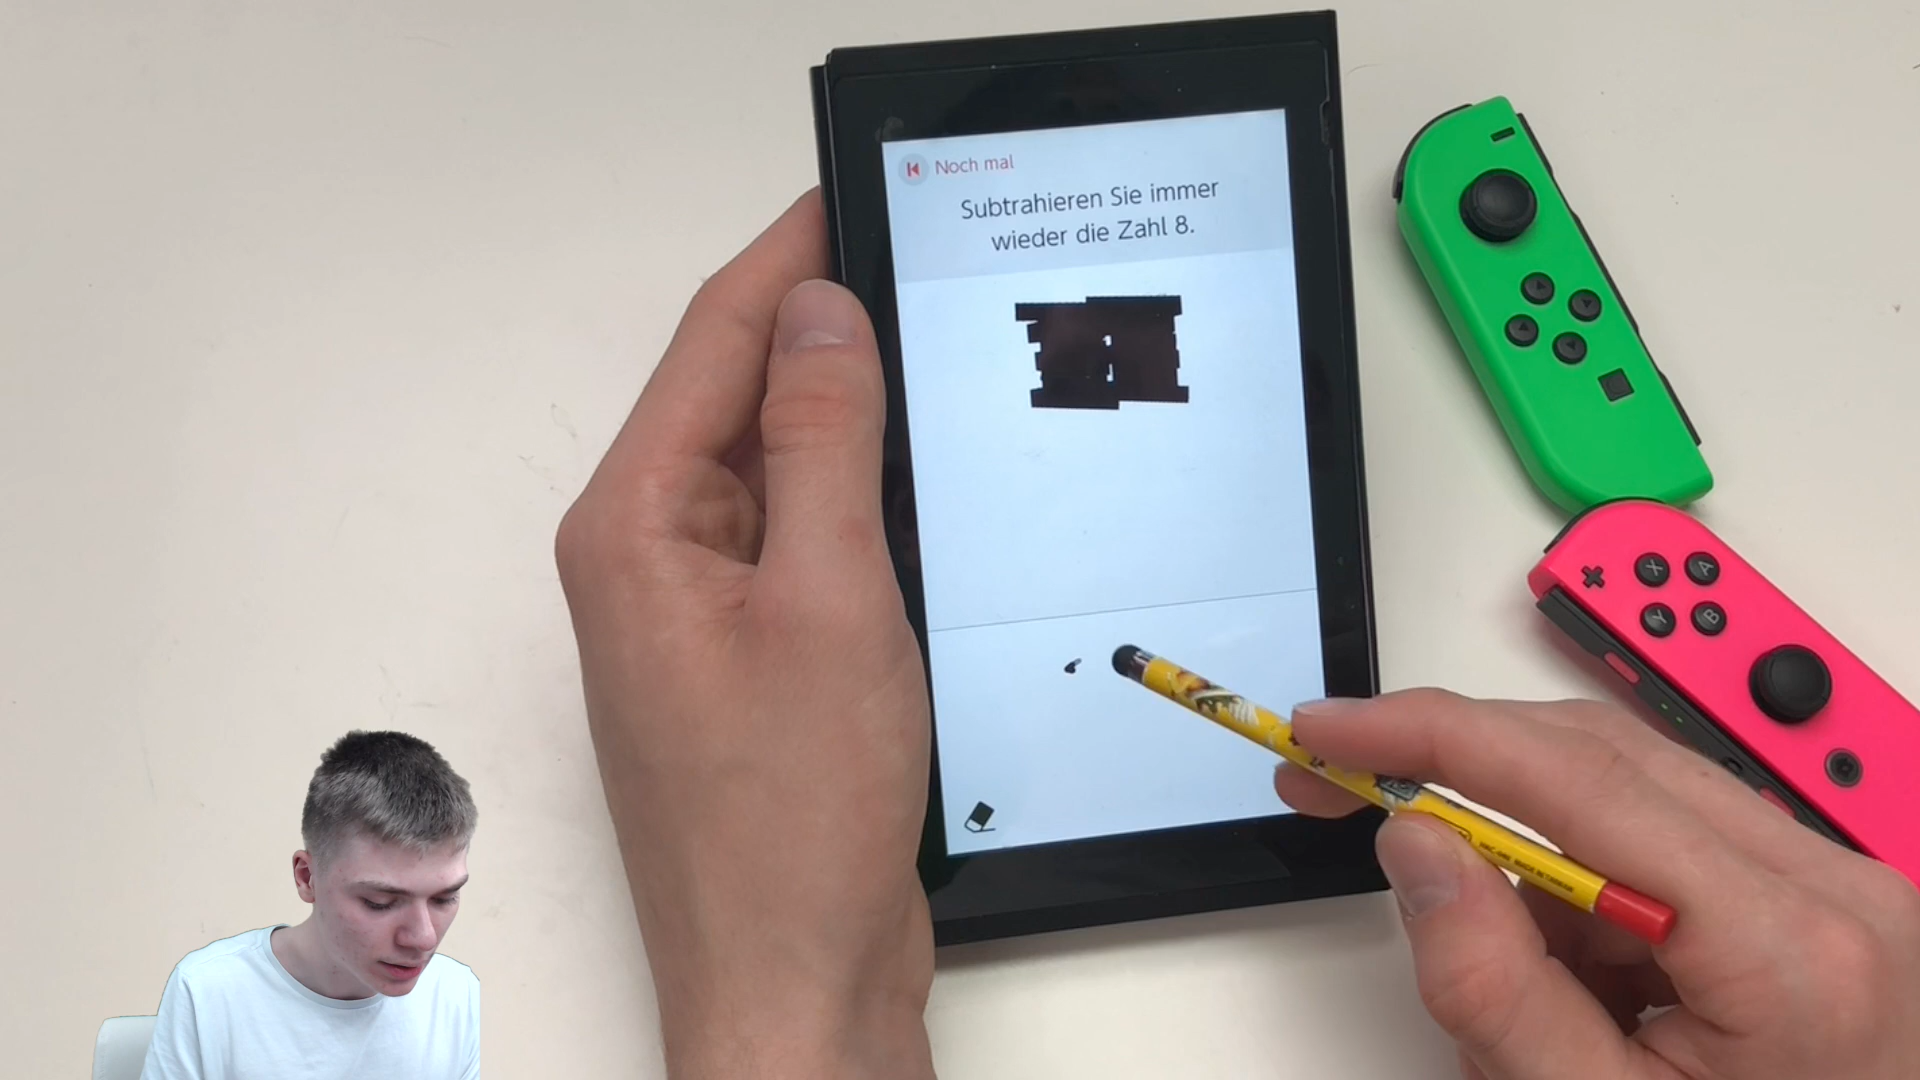 Noch mal
Subtrahieren Sie immer
wieder die Zahl 8.
X
A
Y
B